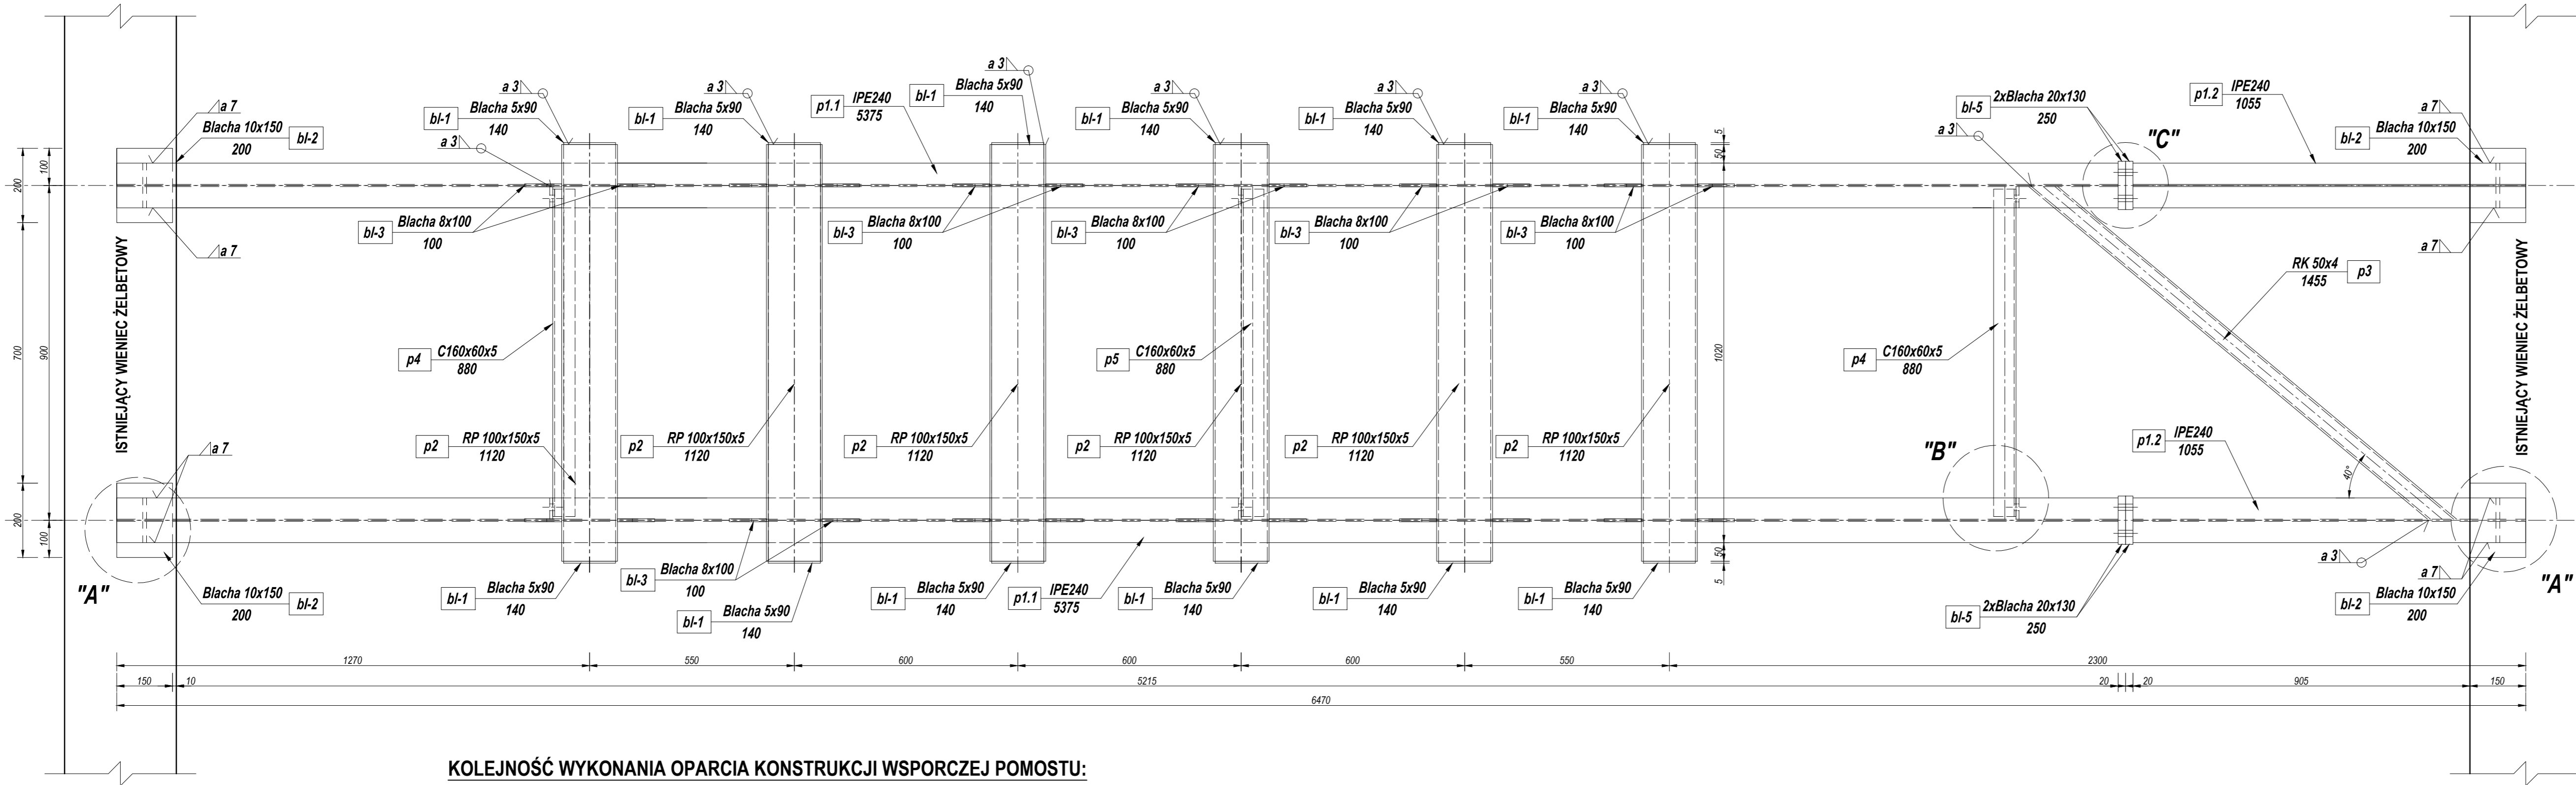 a 3
Blacha 5x90
bl-1
140
a 3
a 3
a 3
a 3
a 3
bl-1
Blacha 5x90
140
bl-1
Blacha 5x90
140
p1.1
IPE240
5375
bl-1
Blacha 5x90
140
bl-1
Blacha 5x90
140
bl-1
Blacha 5x90
140
2xBlacha 20x130
bl-5
250
p1.2
IPE240
1055
a 7
Blacha 10x150
bl-2
200
a 3
a 3
"C"
a 7
bl-2
Blacha 10x150
200
5
50
100
200
100
bl-3
Blacha 8x100
100
bl-3
Blacha 8x100
100
bl-3
Blacha 8x100
100
bl-3
Blacha 8x100
100
bl-3
Blacha 8x100
100
a 7
a 7
ISTNIEJĄCY WIENIEC ŻELBETOWY
ISTNIEJĄCY WIENIEC ŻELBETOWY
RK 50x4
1455
p3
700
900
p4
C160x60x5
880
p5
C160x60x5
880
1020
p4
C160x60x5
880
p2
RP 100x150x5
1120
p2
RP 100x150x5
1120
p2
RP 100x150x5
1120
p2
RP 100x150x5
1120
p2
RP 100x150x5
1120
p2
RP 100x150x5
1120
a 7
"B"
p1.2
IPE240
1055
40°
200
100
50
5
"A"
Blacha 10x150
200
bl-2
bl-1
Blacha 5x90
140
bl-3
Blacha 8x100
100
bl-1
Blacha 5x90
140
bl-1
Blacha 5x90
140
p1.1
IPE240
5375
bl-1
Blacha 5x90
140
bl-1
Blacha 5x90
140
bl-1
Blacha 5x90
140
bl-5
2xBlacha 20x130
250
a 3
a 7
bl-2
Blacha 10x150
200
"A"
1270
550
600
600
600
550
2300
150
10
5215
20
20
905
150
6470
KOLEJNOŚĆ WYKONANIA OPARCIA KONSTRUKCJI WSPORCZEJ POMOSTU: